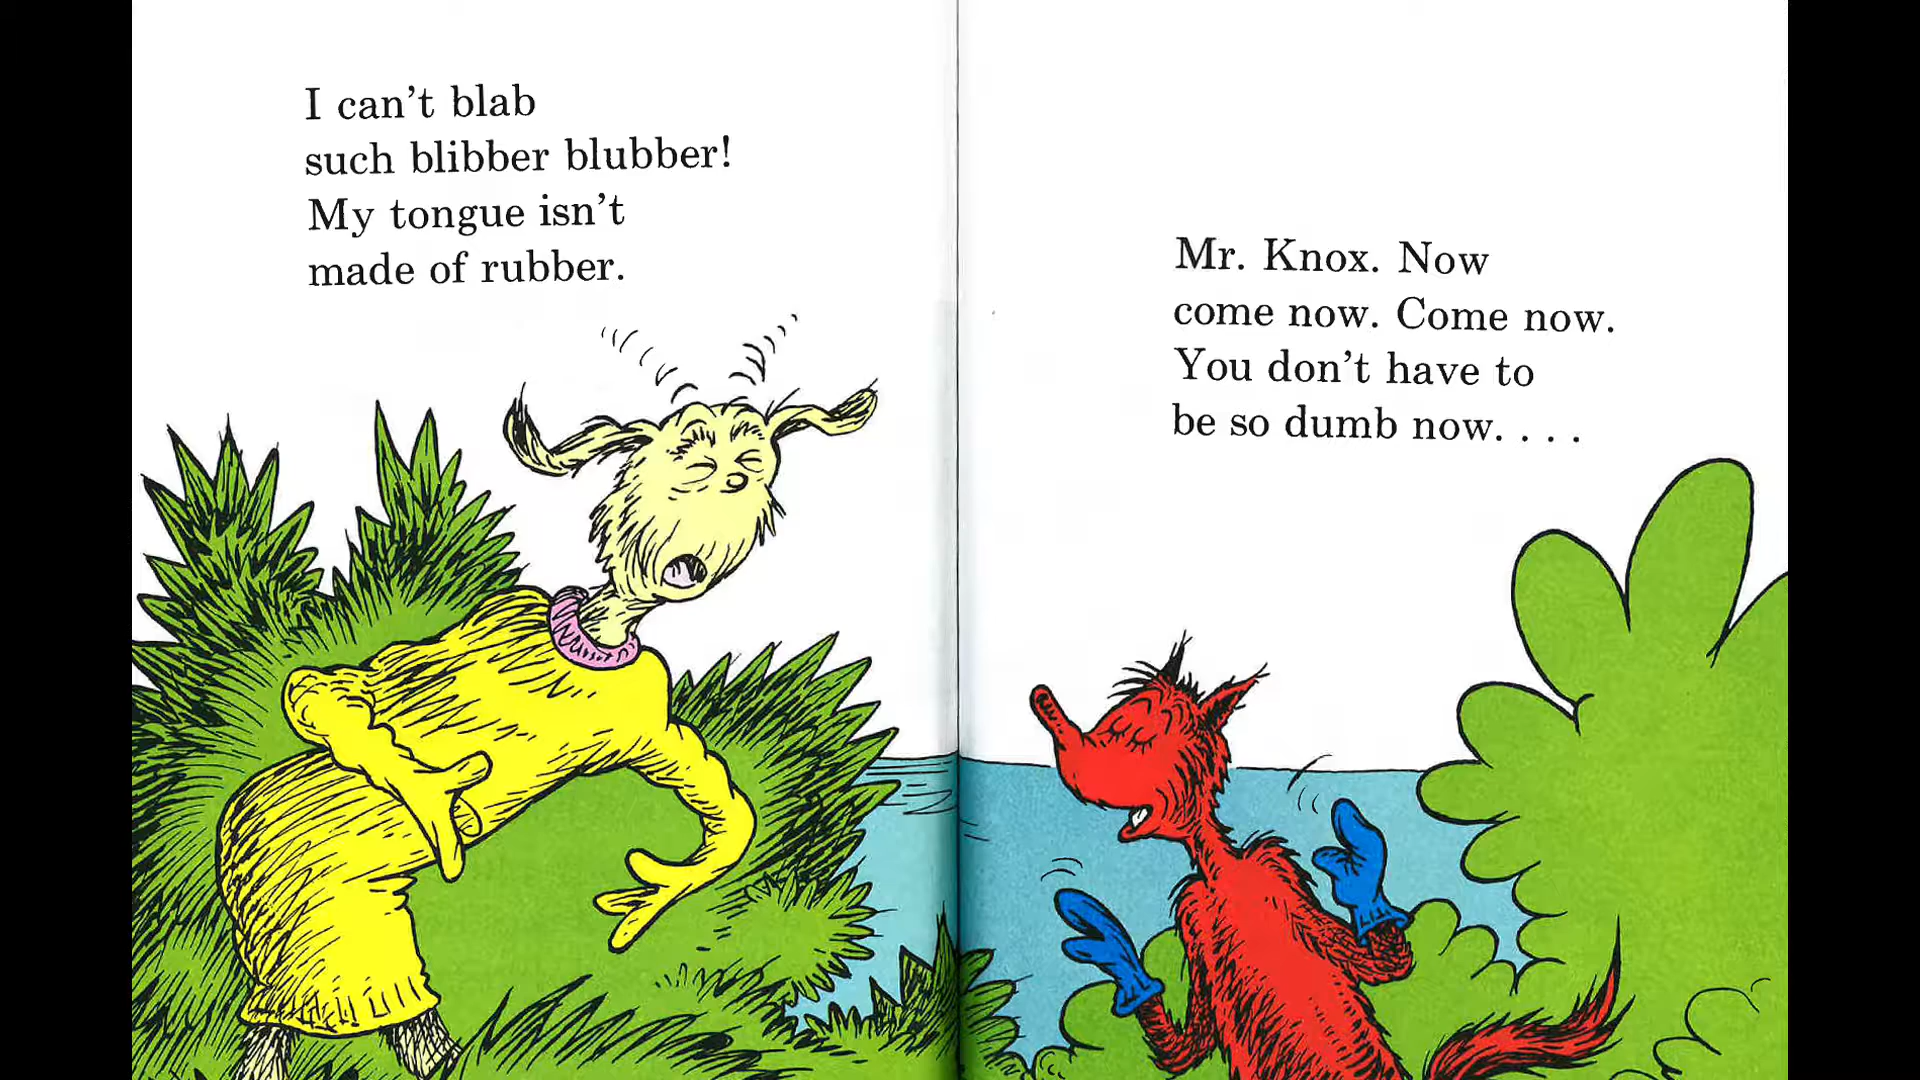 I can't blab
such blibber blubber!
My tongue isn't
made of rubber.
Mr. Knox. Now
come now. Come now.
You don't have to
be so dumb now. . . .